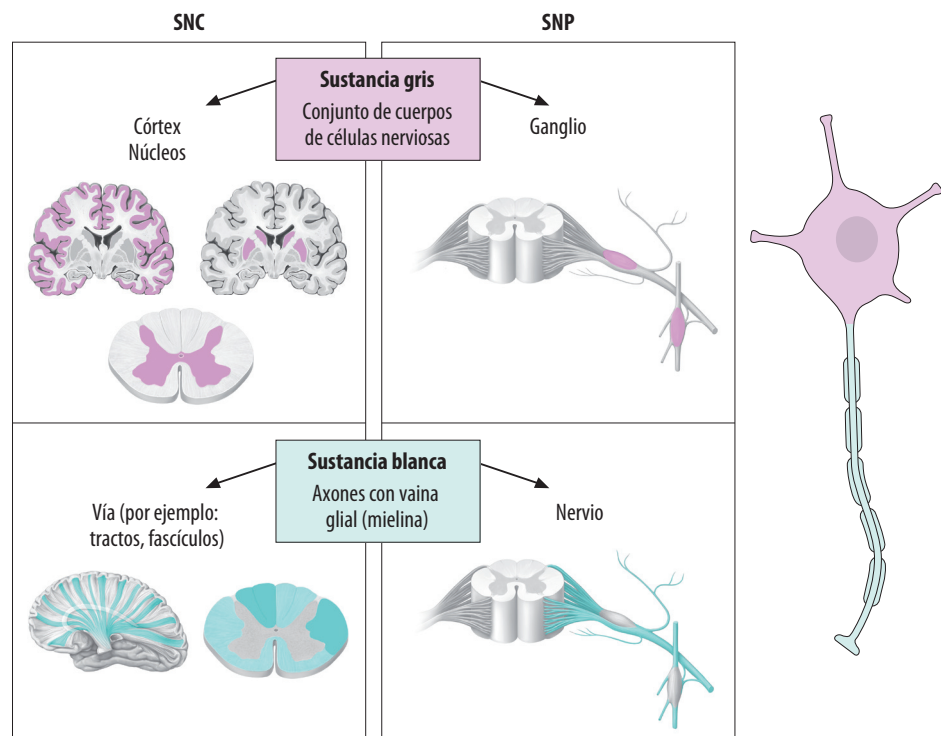 SNC
SNP
Sustancia gris
Conjunto de cuerpos
de células nerviosas
Córtex
Núcleos
Ganglio
Sustancia blanca
Axones con vaina
glial (mielina)
Vía (por ejemplo:
tractos, fascículos)
Nervio